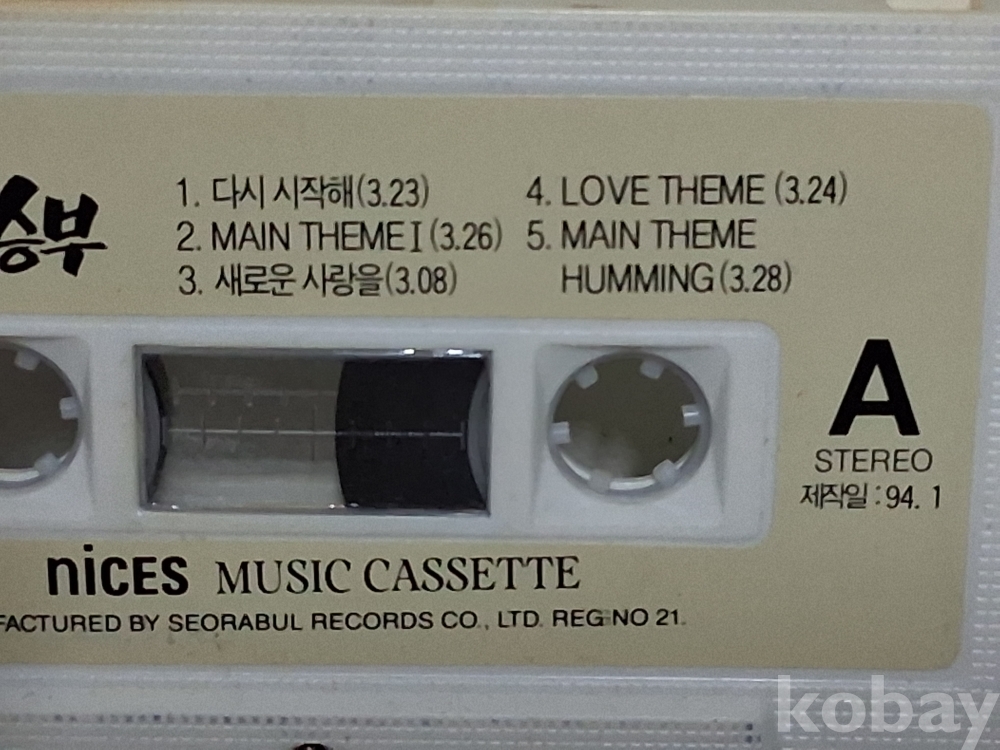 승부
1. 다시 시작해(3.23)
2. MAIN THEME I (3.26)
3. 새로운 사랑을(3.08)
4. LOVE THEME (3.24)
5. MAIN THEME
HUMMING (3.28)
A
STEREO
제작일 : 94. 1
nicES MUSIC CASSETTE
FACTURED BY SEORABUL RECORDS CO., LTD. REG NO 21.
kobay